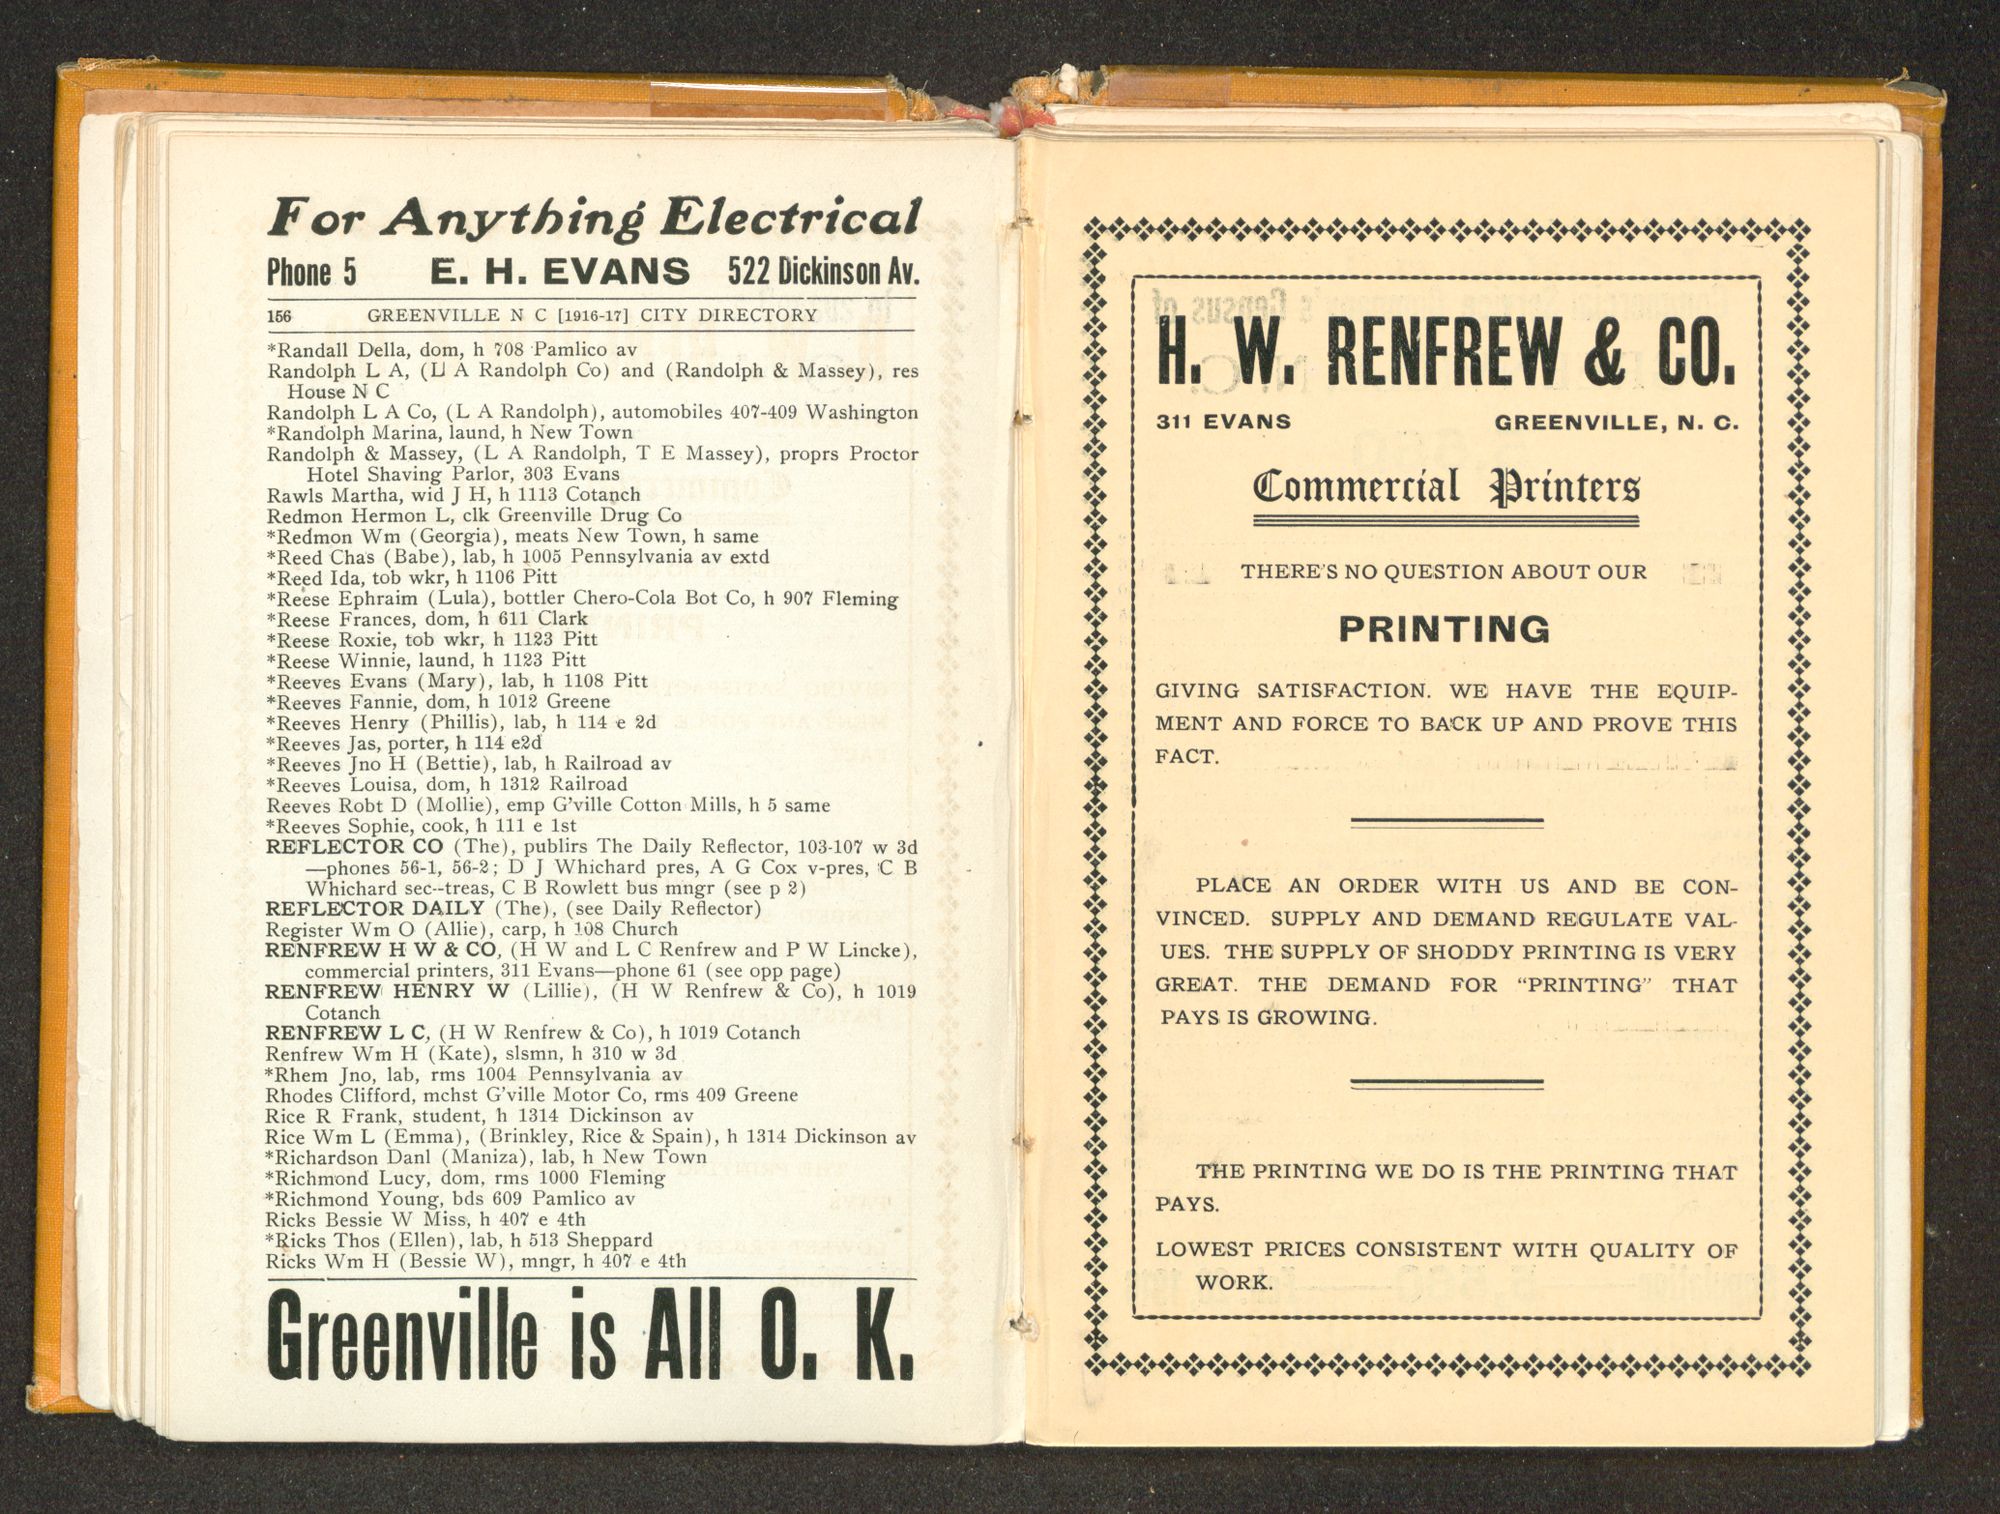 For Anything Electrical
Phone 5 E. H. EVANS 522 Dickinson Av.
156 GREENVILLE N C [1916-17] CITY DIRECTORY
*Randall Della, dom, h 708 Pamlico av
Randolph L A, (L A Randolph Co) and (Randolph & Massey), res
House N C
Randolph L A Co, (L A Randolph), automobiles 407-409 Washington
*Randolph Marina, laund, h New Town
Randolph & Massey, (L A Randolph, T E Massey), proprs Proctor
Hotel Shaving Parlor, 303 Evans
Rawls Martha, wid J H, h 1113 Cotanch
Redmon Hermon L, clk Greenville Drug Co
*Redmon Wm (Georgia), meats New Town, h same
*Reed Chas (Babe), lab, h 1005 Pennsylvania av extd
*Reed Ida, tob wkr, h 1106 Pitt
*Reese Ephraim (Lula), bottler Chero-Cola Bot Co, h 907 Fleming
*Reese Frances, dom, h 611 Clark
*Reese Roxie, tob wkr, h 1123 Pitt
*Reese Winnie, laund, h 1123 Pitt
*Reeves Evans (Mary), lab, h 1108 Pitt
*Reeves Fannie, dom, h 1012 Greene
*Reeves Henry (Phillis), lab, h 114 e 2d
*Reeves Jas, porter, h 114 e2d
*Reeves Jno H (Bettie), lab, h Railroad av
*Reeves Louisa, dom, h 1312 Railroad
Reeves Robt D (Mollie), emp G'ville Cotton Mills, h 5 same
*Reeves Sophie, cook, h 111 e 1st
REFLECTOR CO (The), publirs The Daily Reflector, 103-107 w 3d
—phones 56-1, 56-2; D J Whichard pres, A G Cox v-pres, C B
Whichard sec--treas, C B Rowlett bus mngr (see p 2)
REFLECTOR DAILY (The), (see Daily Reflector)
Register Wm O (Allie), carp, h 108 Church
RENFREW H W & CO, (H W and L C Renfrew and P W Lincke),
commercial printers, 311 Evans—phone 61 (see opp page)
RENFREW HENRY W (Lillie), (H W Renfrew & Co), h 1019
Cotanch
RENFREW L C, (H W Renfrew & Co), h 1019 Cotanch
Renfrew Wm H (Kate), slsmn, h 310 w 3d
*Rhem Jno, lab, rms 1004 Pennsylvania av
Rhodes Clifford, mchst G'ville Motor Co, rms 409 Greene
Rice R Frank, student, h 1314 Dickinson av
Rice Wm L (Emma), (Brinkley, Rice & Spain), h 1314 Dickinson av
*Richardson Danl (Maniza), lab, h New Town
*Richmond Lucy, dom, rms 1000 Fleming
*Richmond Young, bds 609 Pamlico av
Ricks Bessie W Miss, h 407 e 4th
*Ricks Thos (Ellen), lab, h 513 Sheppard
Ricks Wm H (Bessie W), mngr, h 407 e 4th
Greenville is All O. K.
H. W. RENFREW & CO.
311 EVANS GREENVILLE, N. C.
Commercial Printers
THERE'S NO QUESTION ABOUT OUR
PRINTING
GIVING SATISFACTION. WE HAVE THE EQUIP-
MENT AND FORCE TO BACK UP AND PROVE THIS
FACT.
PLACE AN ORDER WITH US AND BE CON-
VINCED. SUPPLY AND DEMAND REGULATE VAL-
UES. THE SUPPLY OF SHODDY PRINTING IS VERY
GREAT. THE DEMAND FOR "PRINTING" THAT
PAYS IS GROWING.
THE PRINTING WE DO IS THE PRINTING THAT
PAYS.
LOWEST PRICES CONSISTENT WITH QUALITY OF
WORK.